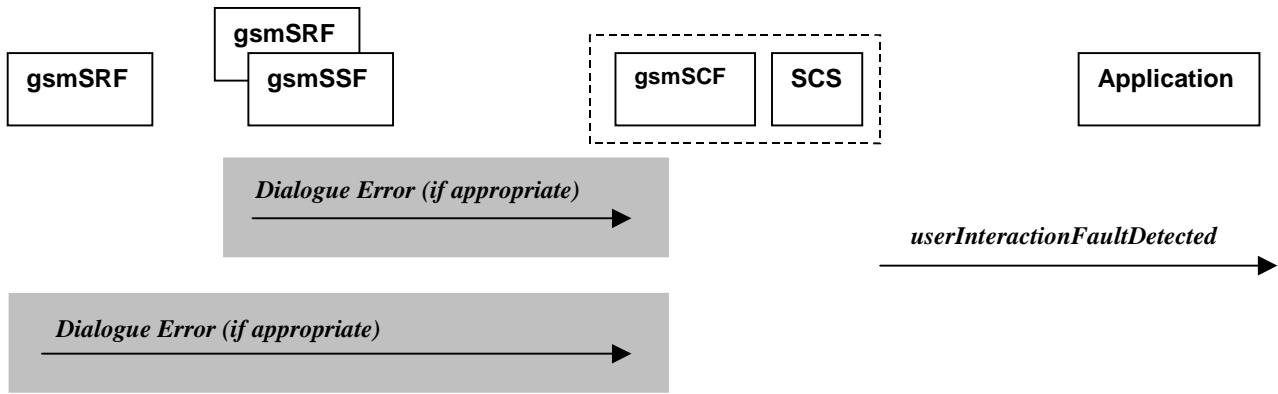 gsmSRF
gsmSRF
gsmSSF
gsmSCF
SCS
Application
Dialogue Error (if appropriate)
userInteractionFaultDetected
Dialogue Error (if appropriate)